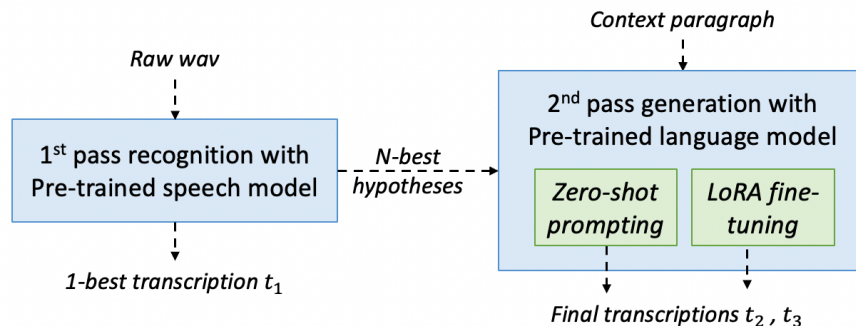 Raw wav
1st pass recognition with
Pre-trained speech model
1-best transcription t₁
N-best
hypotheses
Context paragraph
2nd pass generation with
Pre-trained language model
Zero-shot
prompting
LoRA fine-
tuning
Final transcriptions t₂ , t₃